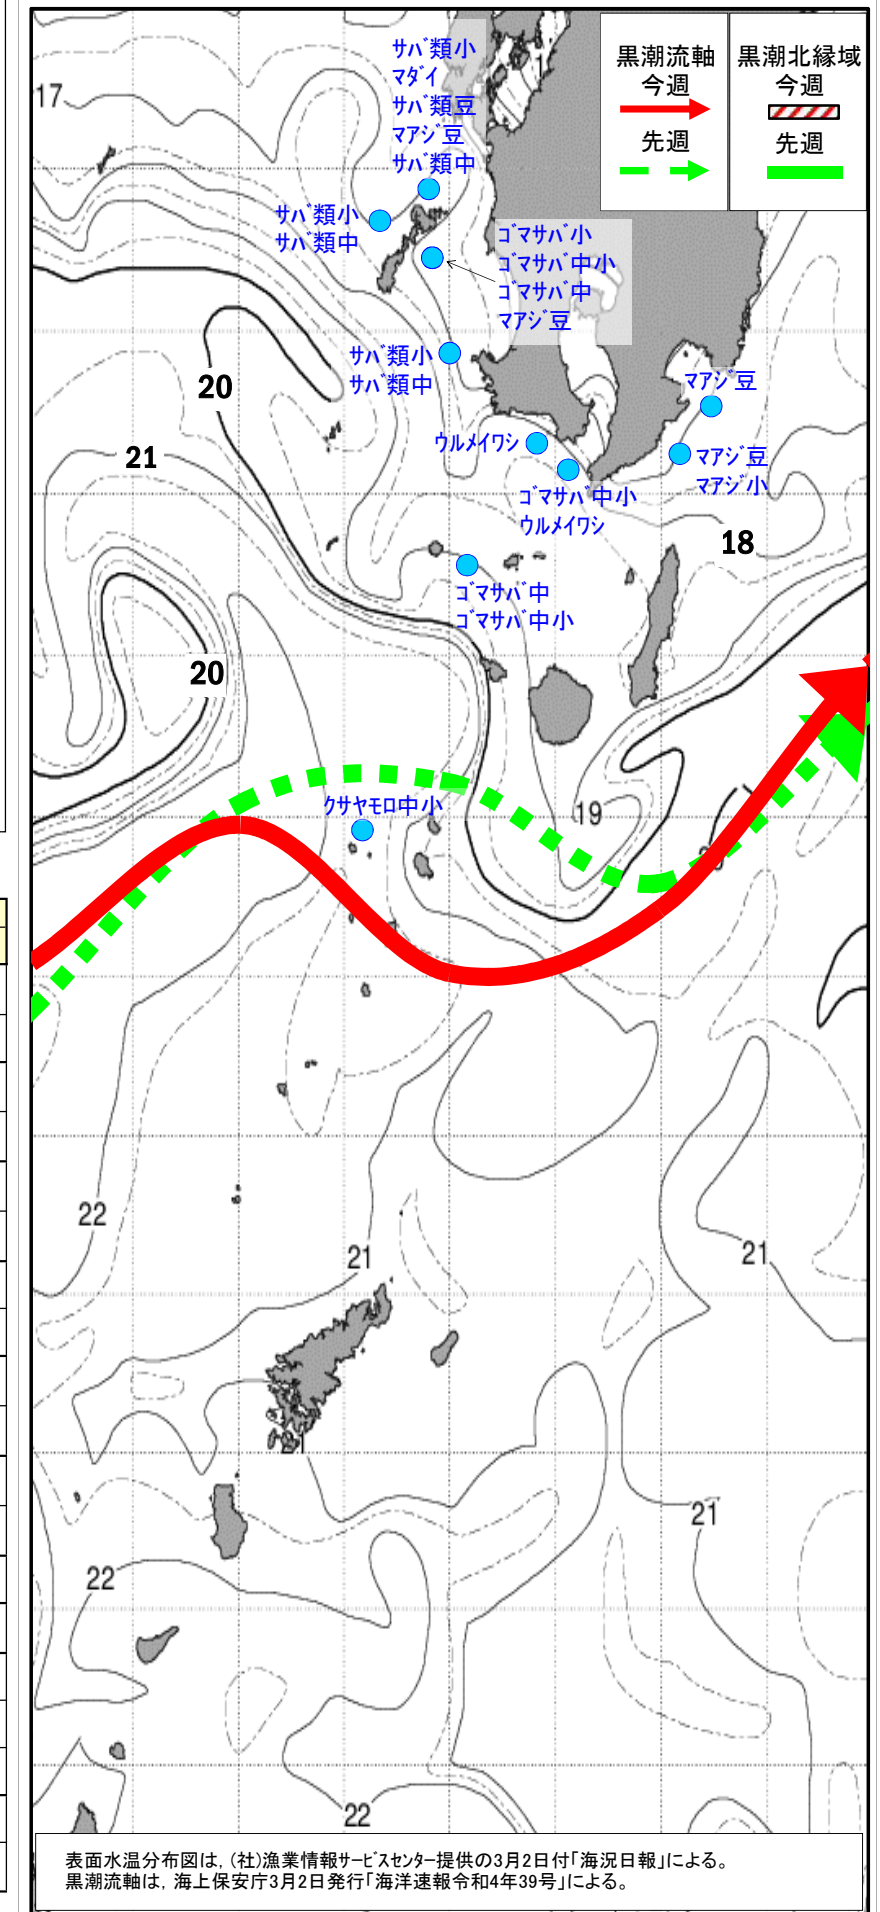 黒潮流軸
今週
先週
黒潮北縁域
今週
先週
17
サバ類小
マダイ
サバ類豆
マアジ豆
サバ類中
サバ類小
サバ類中
ゴマサバ小
ゴマサバ中小
ゴマサバ中
マアジ豆
サバ類小
サバ類中
マアジ豆
20
21
ウルメイワシ
マアジ豆
マアジ小
ゴマサバ中小
ウルメイワシ
18
ゴマサバ中
ゴマサバ中小
20
クサヤモロ中小
19
22
21
21
21
22
22
表面水温分布図は，（社）漁業情報サービスセンター提供の3月2日付「海況日報」による。
黒潮流軸は，海上保安庁3月2日発行「海洋速報令和4年39号」による。